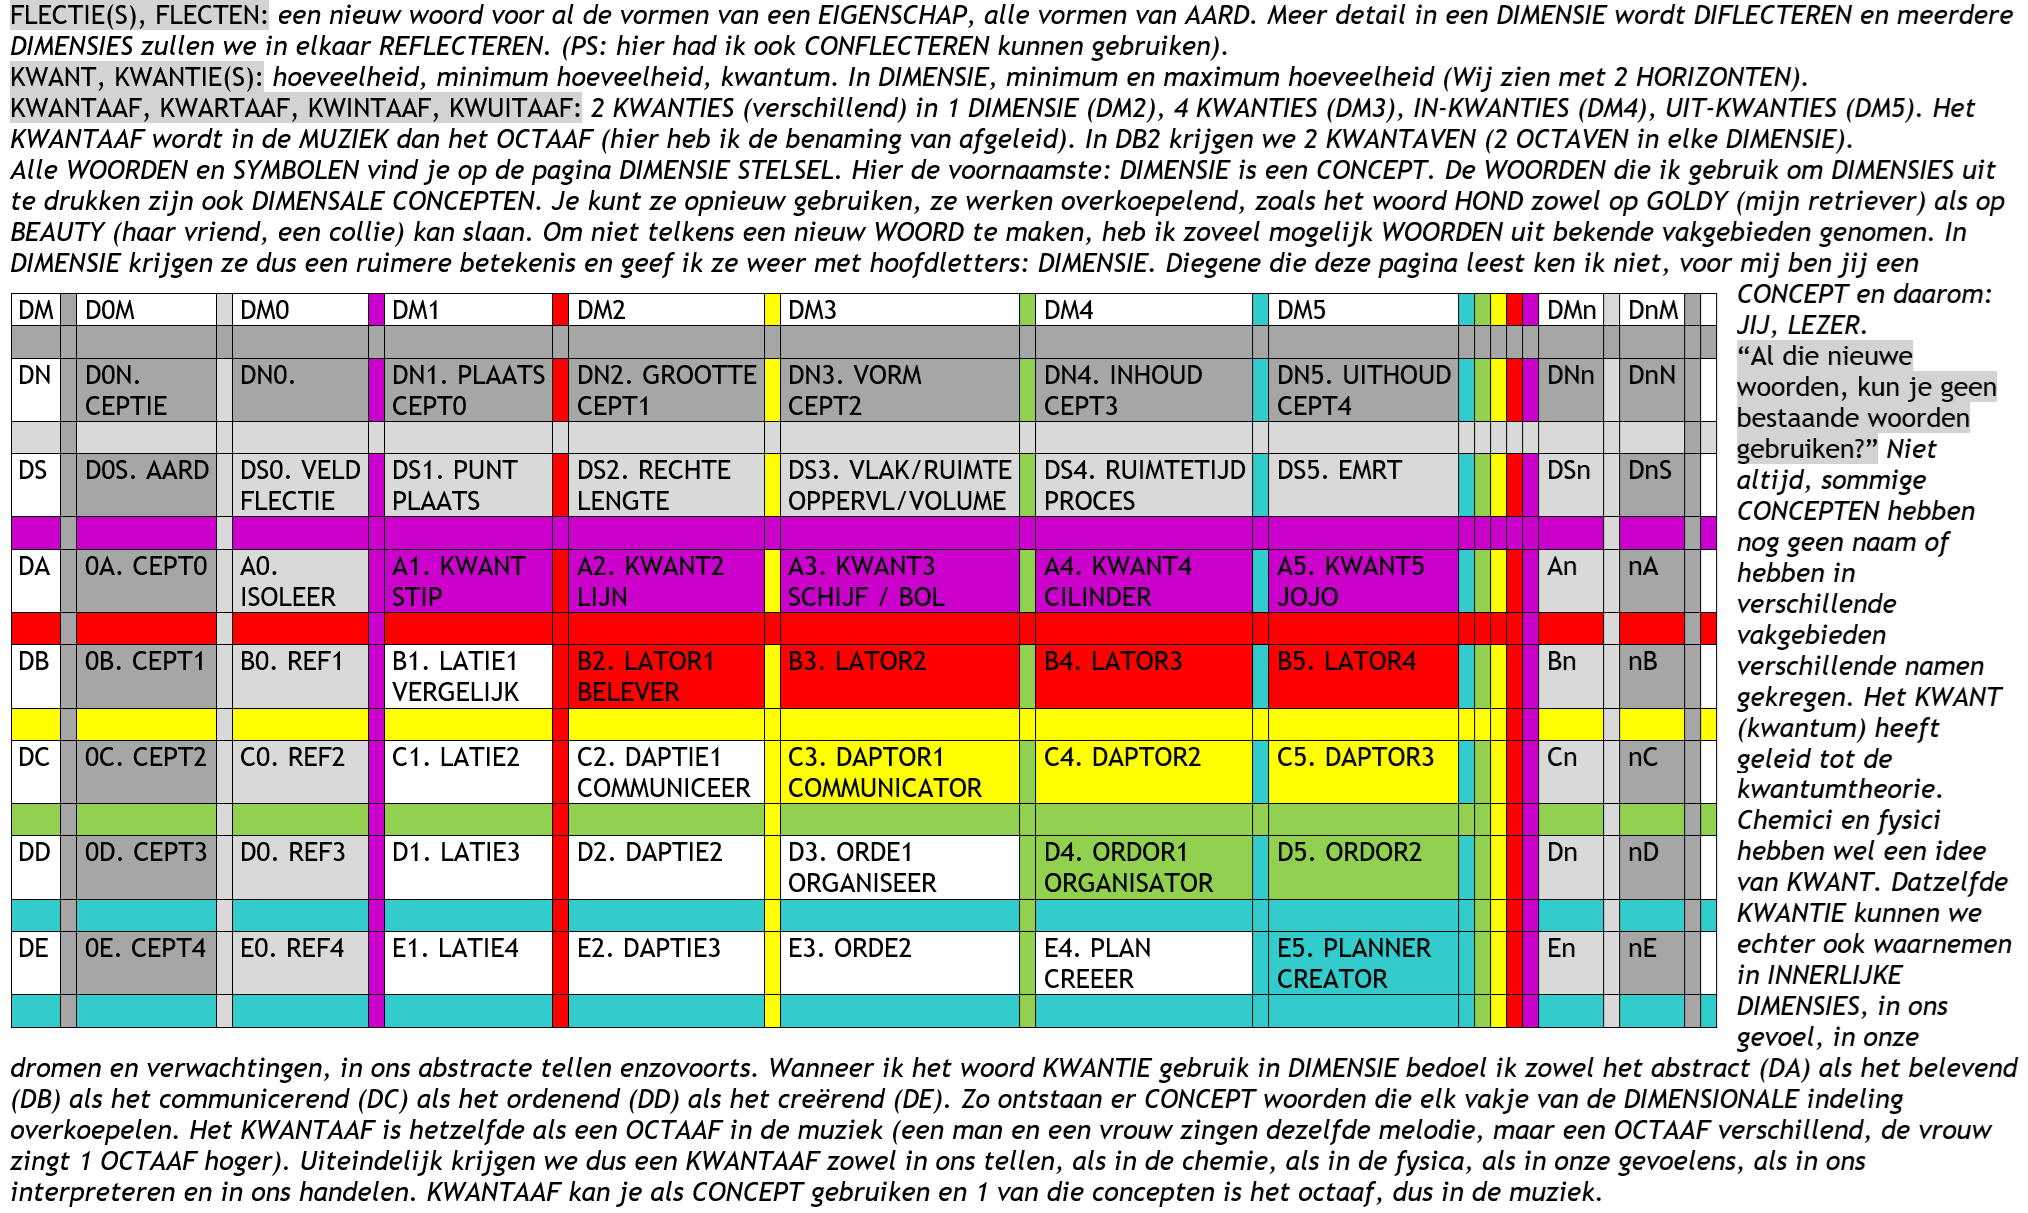 FLECTIE(S), FLECTEN: een nieuw woord voor al de vormen van een EIGENSCHAP, alle vormen van AARD. Meer detail in een DIMENSIE wordt DIFLECTEREN en meerdere
DIMENSIES zullen we in elkaar REFLECTEREN. (PS: hier had ik ook CONFLECTEREN kunnen gebruiken).
KWANT, KWANTIE(S): hoeveelheid, minimum hoeveelheid, kwantum. In DIMENSIE, minimum en maximum hoeveelheid (Wij zien met 2 HORIZONTEN).
KWANTAAF, KWARTAAF, KWINTAAF, KWUITAAF: 2 KWANTIES (verschillend) in 1 DIMENSIE (DM2), 4 KWANTIES (DM3), IN-KWANTIES (DM4), UIT-KWANTIES (DM5). Het
KWANTAAF wordt in de MUZIEK dan het OCTAAF (hier heb ik de benaming van afgeleid). In DB2 krijgen we 2 KWANTAVEN (2 OCTAVEN in elke DIMENSIE).
Alle WOORDEN en SYMBOLEN vind je op de pagina DIMENSIE STELSEL. Hier de voornaamste: DIMENSIE is een CONCEPT. De WOORDEN die ik gebruik om DIMENSIES uit
te drukken zijn ook DIMENSALE CONCEPTEN. Je kunt ze opnieuw gebruiken, ze werken overkoepelend, zoals het woord HOND zowel op GOLDY (mijn retriever) als op
BEAUTY (haar vriend, een collie) kan slaan. Om niet telkens een nieuw WOORD te maken, heb ik zoveel mogelijk WOORDEN uit bekende vakgebieden genomen. In
DIMENSIE krijgen ze dus een ruimere betekenis en geef ik ze weer met hoofdletters: DIMENSIE. Diegene die deze pagina leest ken ik niet, voor mij ben jij een
CONCEPT en daarom:
JIJ, LEZER.
“Al die nieuwe
woorden, kun je geen
bestaande woorden
gebruiken?” Niet
altijd, sommige
CONCEPTEN hebben
nog geen naam of
hebben in
verschillende
vakgebieden
verschillende namen
gekregen. Het KWANT
(kwantum) heeft
geleid tot de
kwantumtheorie.
Chemici en fysici
hebben wel een idee
van KWANT. Datzelfde
KWANTIE kunnen we
echter ook waarnemen
in INNERLIJKE
DIMENSIES, in ons
gevoel, in onze
DM D0M DM0 DM1 DM2 DM3 DM4 DM5 DMn DnM
DN D0N. DN0. DN1. PLAATS DN2. GROOTTE DN3. VORM DN4. INHOUD DN5. UITHOUD DNn DnN
CEPTIE CEPT0 CEPT1 CEPT2 CEPT3 CEPT4
DS D0S. AARD DS0. VELD DS1. PUNT DS2. RECHTE DS3. VLAK/RUIMTE DS4. RUIMTETIJD DS5. EMRT DSn DnS
FLECTIE PLAATS LENGTE OPPERVL/VOLUME PROCES
DA 0A. CEPT0 A0. A1. KWANT A2. KWANT2 A3. KWANT3 A4. KWANT4 A5. KWANT5 An nA
ISOLEER STIP LIJN SCHIJF / BOL CILINDER JOJO
DB 0B. CEPT1 B0. REF1 B1. LATIE1 B2. LATOR1 B3. LATOR2 B4. LATOR3 B5. LATOR4 Bn nB
VERGELIJK BELEVER
DC 0C. CEPT2 C0. REF2 C1. LATIE2 C2. DAPTIE1 C3. DAPTOR1 C4. DAPTOR2 C5. DAPTOR3 Cn nC
COMMUNICEER COMMUNICATOR
DD 0D. CEPT3 D0. REF3 D1. LATIE3 D2. DAPTIE2 D3. ORDE1 D4. ORDOR1 D5. ORDOR2 Dn nD
ORGANISEER ORGANISATOR
DE 0E. CEPT4 E0. REF4 E1. LATIE4 E2. DAPTIE3 E3. ORDE2 E4. PLAN E5. PLANNER En nE
CREEER CREATOR
dromen en verwachtingen, in ons abstracte tellen enzovoorts. Wanneer ik het woord KWANTIE gebruik in DIMENSIE bedoel ik zowel het abstract (DA) als het belevend
(DB) als het communicerend (DC) als het ordenend (DD) als het creërend (DE). Zo ontstaan er CONCEPT woorden die elk vakje van de DIMENSIONALE indeling
overkoepelen. Het KWANTAAF is hetzelfde als een OCTAAF in de muziek (een man en een vrouw zingen dezelfde melodie, maar een OCTAAF verschillend, de vrouw
zingt 1 OCTAAF hoger). Uiteindelijk krijgen we dus een KWANTAAF zowel in ons tellen, als in de chemie, als in de fysica, als in onze gevoelens, als in ons
interpreteren en in ons handelen. KWANTAAF kan je als CONCEPT gebruiken en 1 van die concepten is het octaaf, dus in de muziek.